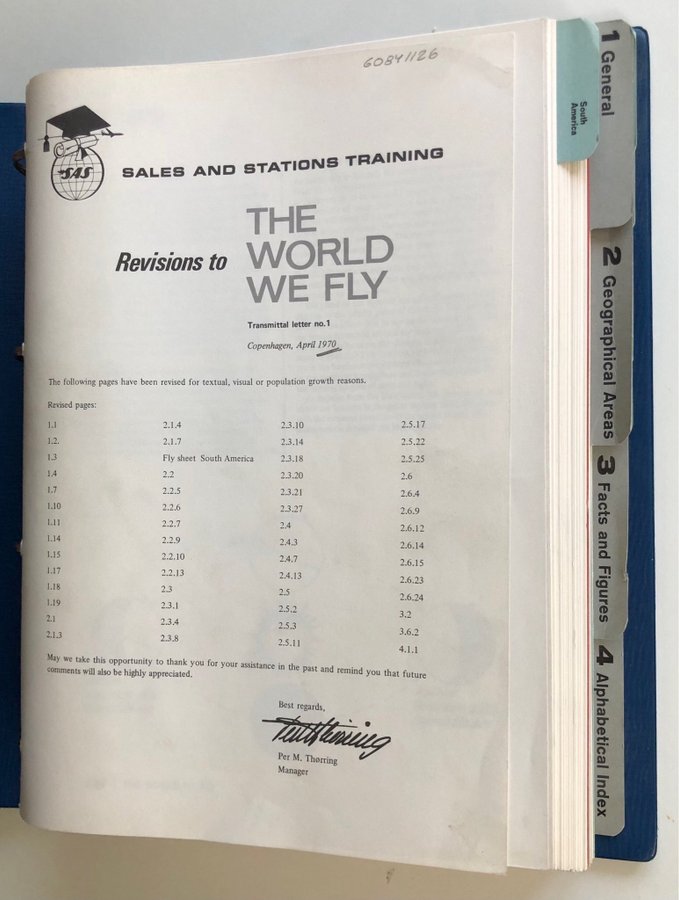 60841126
SAS
SALES AND STATIONS TRAINING
Revisions to
THE
WORLD
WE FLY
Transmittal letter no.1
Copenhagen, April 1970
The following pages have been revised for textual, visual or population growth reasons.
Revised pages:
1.1 2.1.4 2.3.10 2.5.17
1.2. 2.1.7 2.3.14 2.5.22
1.3 Fly sheet South America 2.3.18 2.5.25
1.4 2.2 2.3.20 2.6
1.7 2.2.5 2.3.21 2.6.4
1.10 2.2.6 2.3.27 2.6.9
1.11 2.2.7 2.4 2.6.12
1.14 2.2.9 2.4.3 2.6.14
1.15 2.2.10 2.4.7 2.6.15
1.17 2.2.13 2.4.13 2.6.23
1.18 2.3 2.5 2.6.24
1.19 2.3.1 2.5.2 3.2
2.1 2.3.4 2.5.3 3.6.2
2.1.3 2.3.8 2.5.11 4.1.1
May we take this opportunity to thank you for your assistance in the past and remind you that future
comments will also be highly appreciated.
Best regards,
Per M. Thørring
Manager
South
America
1 General
2 Geographical Areas
3 Facts and Figures
4 Alphabetical Index